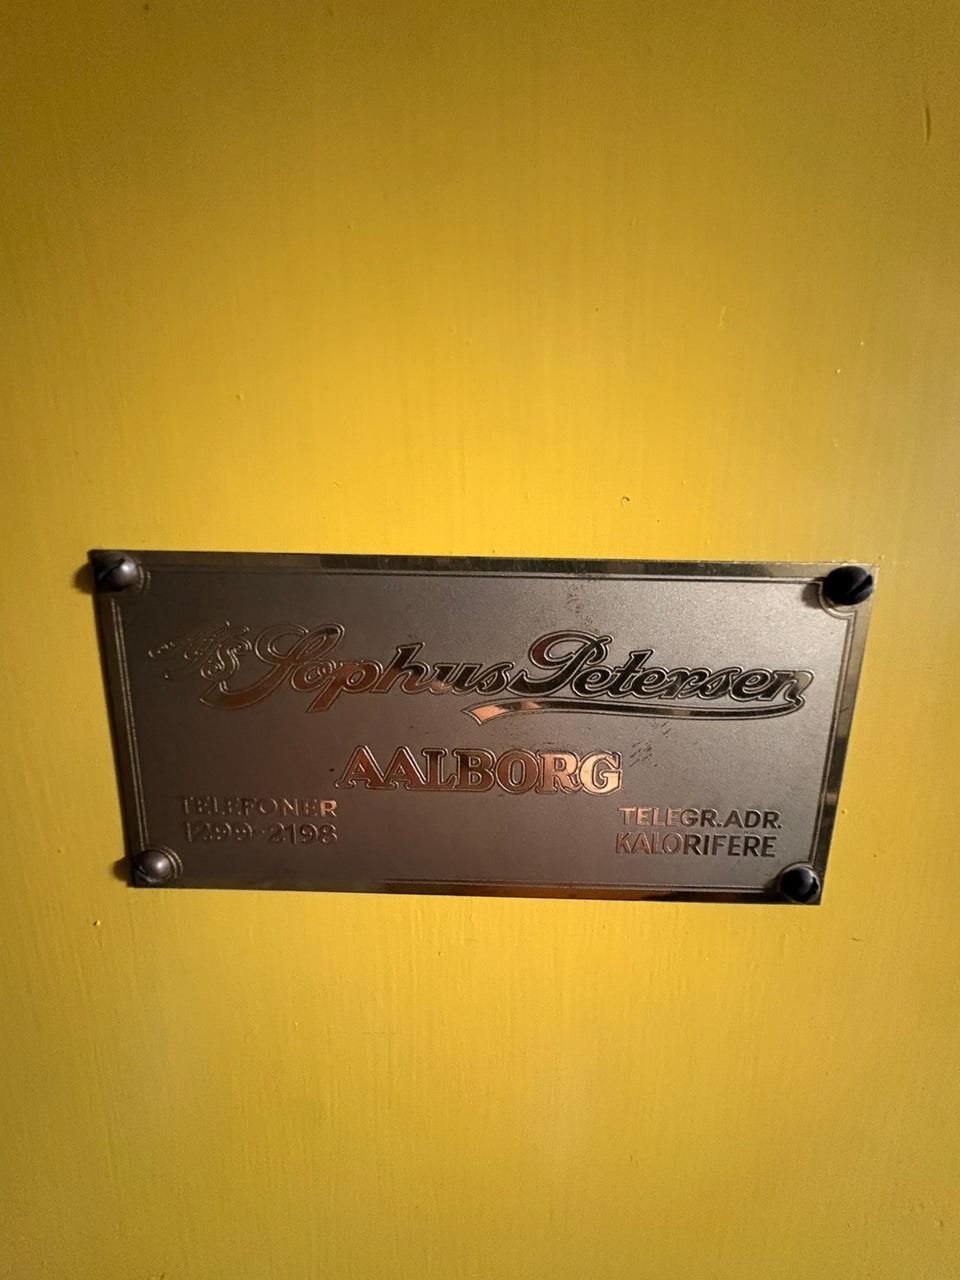 A/S Sophus Petersen
AALBORG
TELEFONER
1299-2198
TELEGR.ADR.
KALORIFERE